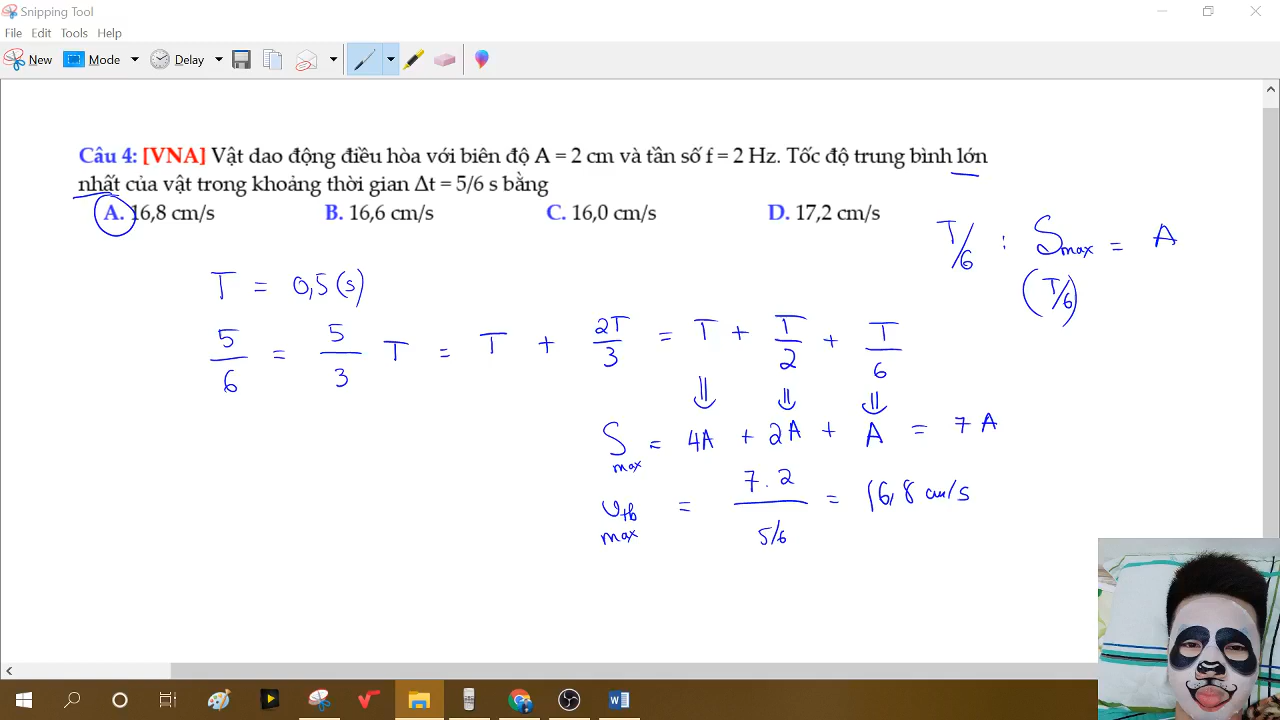 Snipping Tool
File Edit Tools Help
New Mode Delay
Câu 4: [VNA] Vật dao động điều hòa với biên độ A = 2 cm và tần số f = 2 Hz. Tốc độ trung bình lớn
nhất của vật trong khoảng thời gian Δt = 5/6 s bằng
A. 16,8 cm/s B. 16,6 cm/s C. 16,0 cm/s D. 17,2 cm/s
T/6 : Smax = A
(T/6)
T = 0,5 (s)
5/6 = 5/3 T = T + 2T/3 = T + T/2 + T/6
⇓ ⇓ ⇓
Smax = 4A + 2A + A = 7A
vtb max = 7.2 / 5/6 = 16,8 cm/s